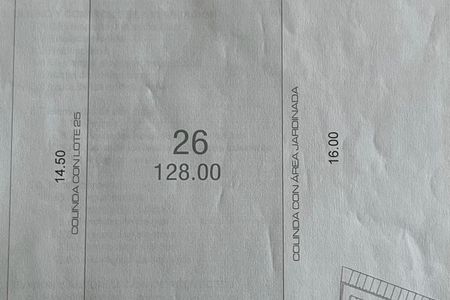 14.50
COLINDA CON LOTE 25
26
128.00
COLINDA CON ÁREA JARDINADA
16.00